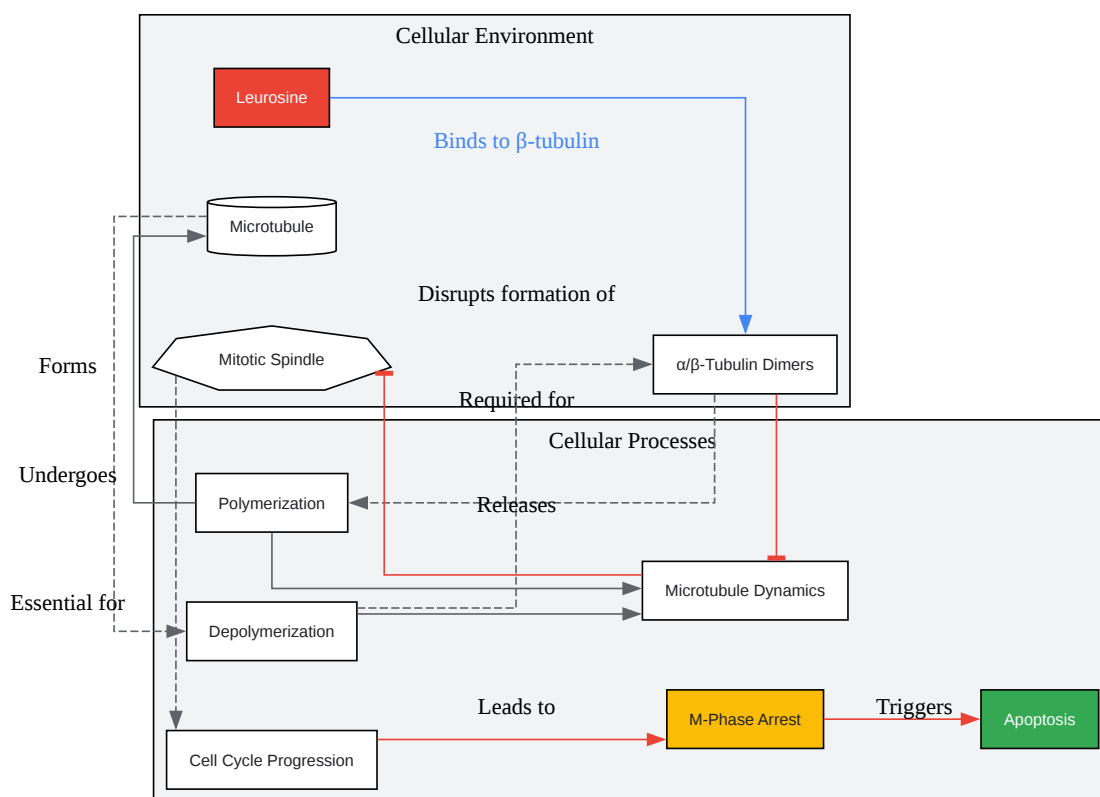 Cellular Environment
Leurosine
Binds to β-tubulin
Microtubule
Disrupts formation of
Mitotic Spindle
α/β-Tubulin Dimers
Forms
Required for
Cellular Processes
Undergoes
Polymerization
Releases
Microtubule Dynamics
Essential for
Depolymerization
Leads to
M-Phase Arrest
Triggers
Apoptosis
Cell Cycle Progression